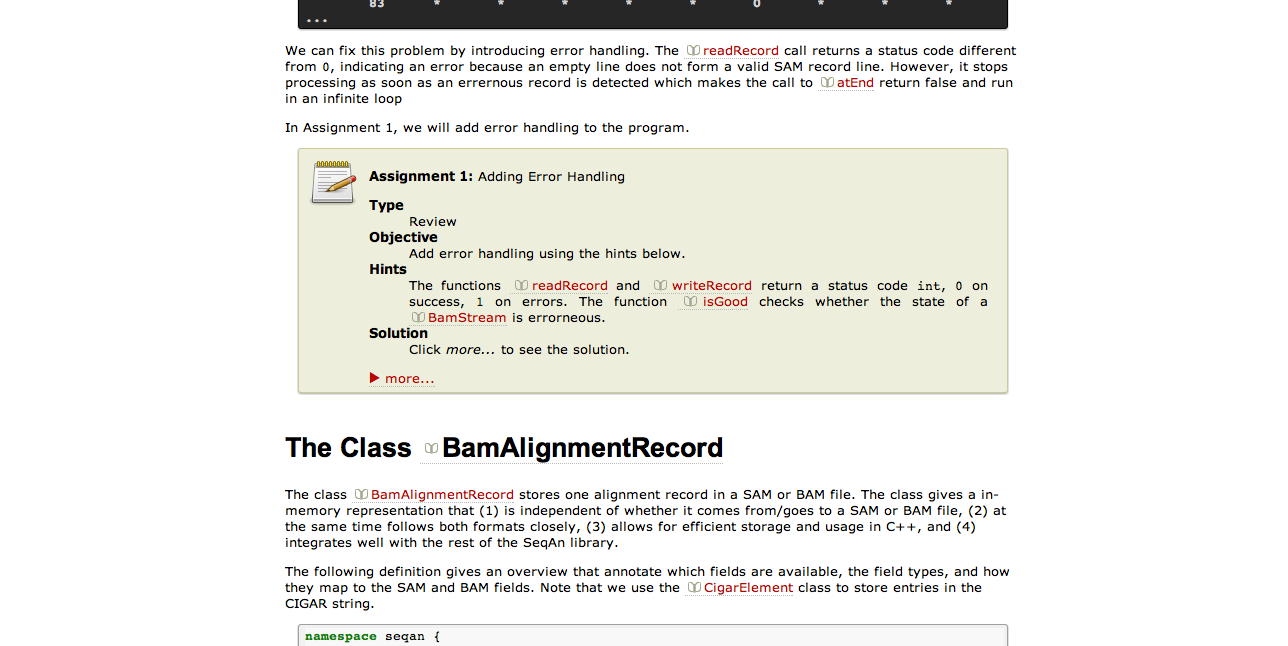 83 * * * * * 0 * * *
...
We can fix this problem by introducing error handling. The readRecord call returns a status code different
from 0, indicating an error because an empty line does not form a valid SAM record line. However, it stops
processing as soon as an errernous record is detected which makes the call to atEnd return false and run
in an infinite loop
In Assignment 1, we will add error handling to the program.
Assignment 1: Adding Error Handling
Type
Review
Objective
Add error handling using the hints below.
Hints
The functions readRecord and writeRecord return a status code int, 0 on
success, 1 on errors. The function isGood checks whether the state of a
BamStream is errorneous.
Solution
Click more... to see the solution.
more...
The Class BamAlignmentRecord
The class BamAlignmentRecord stores one alignment record in a SAM or BAM file. The class gives a in-
memory representation that (1) is independent of whether it comes from/goes to a SAM or BAM file, (2) at
the same time follows both formats closely, (3) allows for efficient storage and usage in C++, and (4)
integrates well with the rest of the SeqAn library.
The following definition gives an overview that annotate which fields are available, the field types, and how
they map to the SAM and BAM fields. Note that we use the CigarElement class to store entries in the
CIGAR string.
namespace seqan {